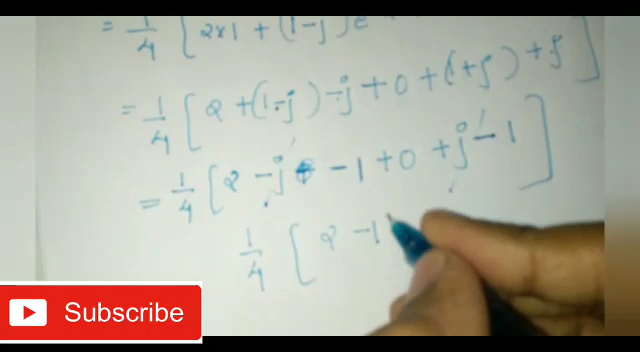 = 1/4 [ 2×1 + (1-j) e
= 1/4 [ 2 + (1-j) -j + 0 + (1+j) + j ]
= 1/4 [ 2 - j - 1 + 0 + j - 1 ]
1/4 [ 2 - 1
Subscribe